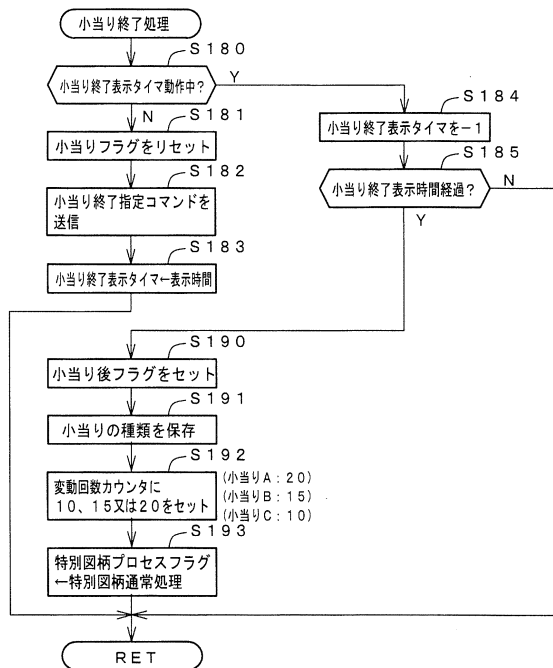 小当り終了処理
S180
小当り終了表示タイマ動作中?
Y
N
S181
小当りフラグをリセット
S182
小当り終了指定コマンドを
送信
S183
小当り終了表示タイマ←表示時間
S184
小当り終了表示タイマを−1
S185
小当り終了表示時間経過?
N
Y
S190
小当り後フラグをセット
S191
小当りの種類を保存
S192
変動回数カウンタに
10、15又は20をセット
(小当りA:20)
(小当りB:15)
(小当りC:10)
S193
特別図柄プロセスフラグ
←特別図柄通常処理
RET